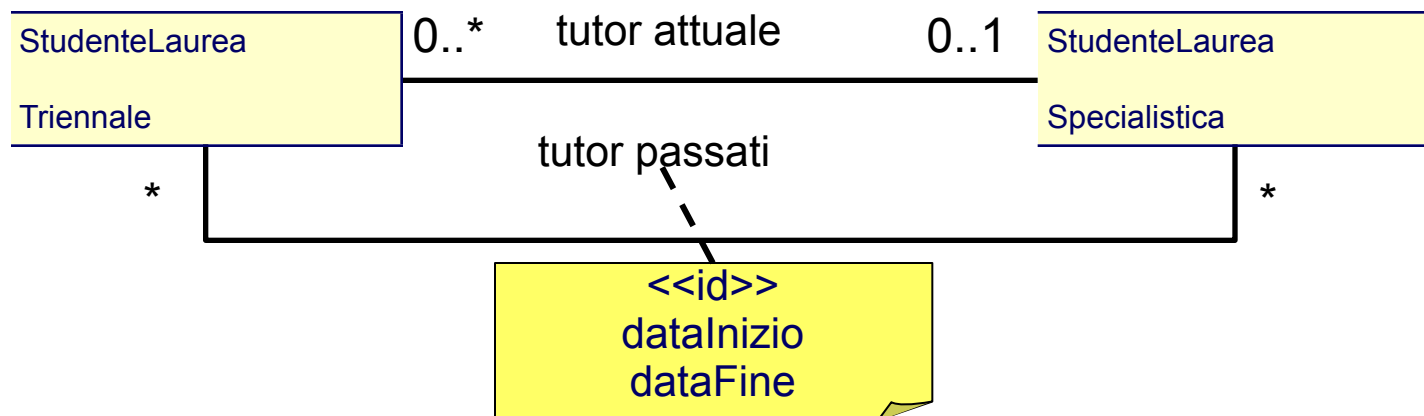 StudenteLaurea
Triennale
0..*
tutor attuale
0..1
StudenteLaurea
Specialistica
tutor passati
*
*
<<id>>
dataInizio
dataFine